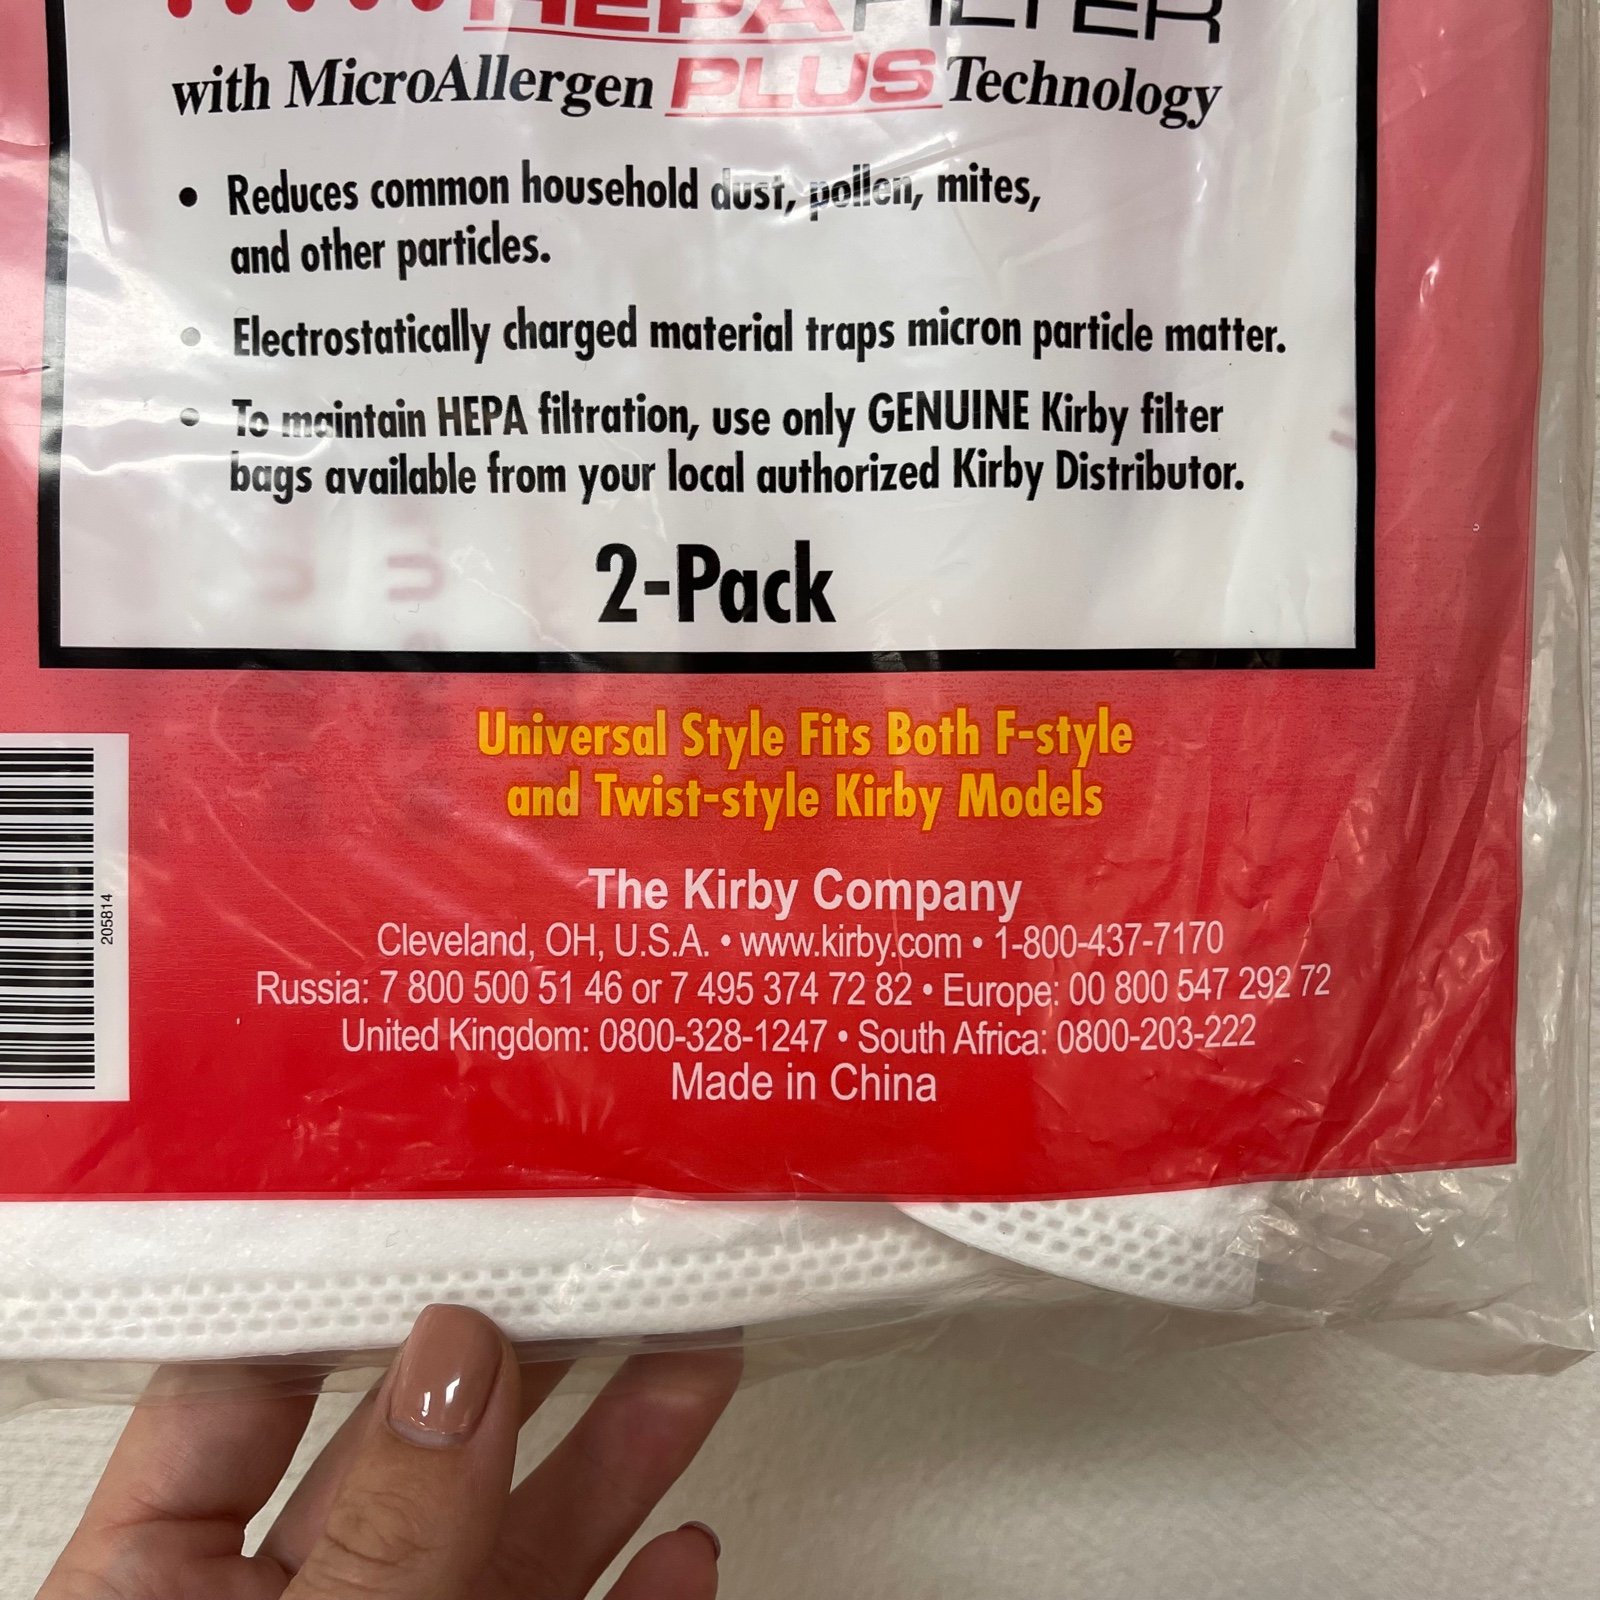 HEPA FILTER
with MicroAllergen PLUS Technology
• Reduces common household dust, pollen, mites,
and other particles.
• Electrostatically charged material traps micron particle matter.
• To maintain HEPA filtration, use only GENUINE Kirby filter
bags available from your local authorized Kirby Distributor.
2-Pack
Universal Style Fits Both F-style
and Twist-style Kirby Models
205814
The Kirby Company
Cleveland, OH, U.S.A. • www.kirby.com • 1-800-437-7170
Russia: 7 800 500 51 46 or 7 495 374 72 82 • Europe: 00 800 547 292 72
United Kingdom: 0800-328-1247 • South Africa: 0800-203-222
Made in China